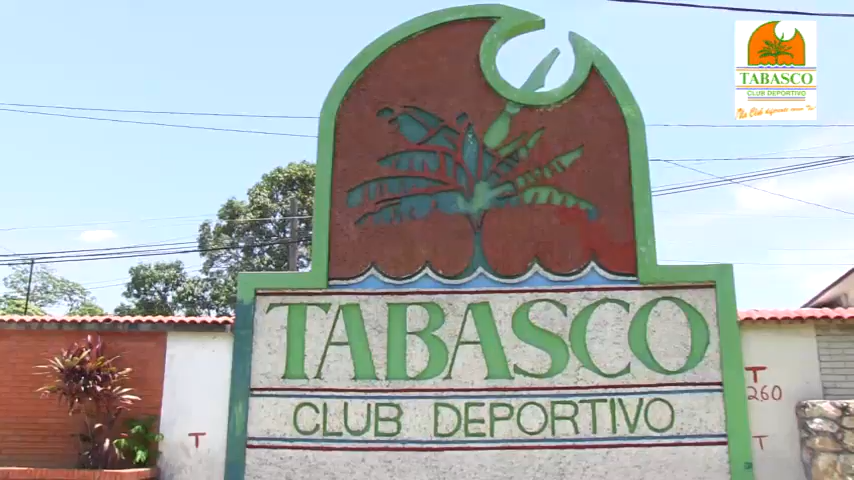 TABASCO
CLUB DEPORTIVO
TABASCO
CLUB DEPORTIVO
T
T
260
T